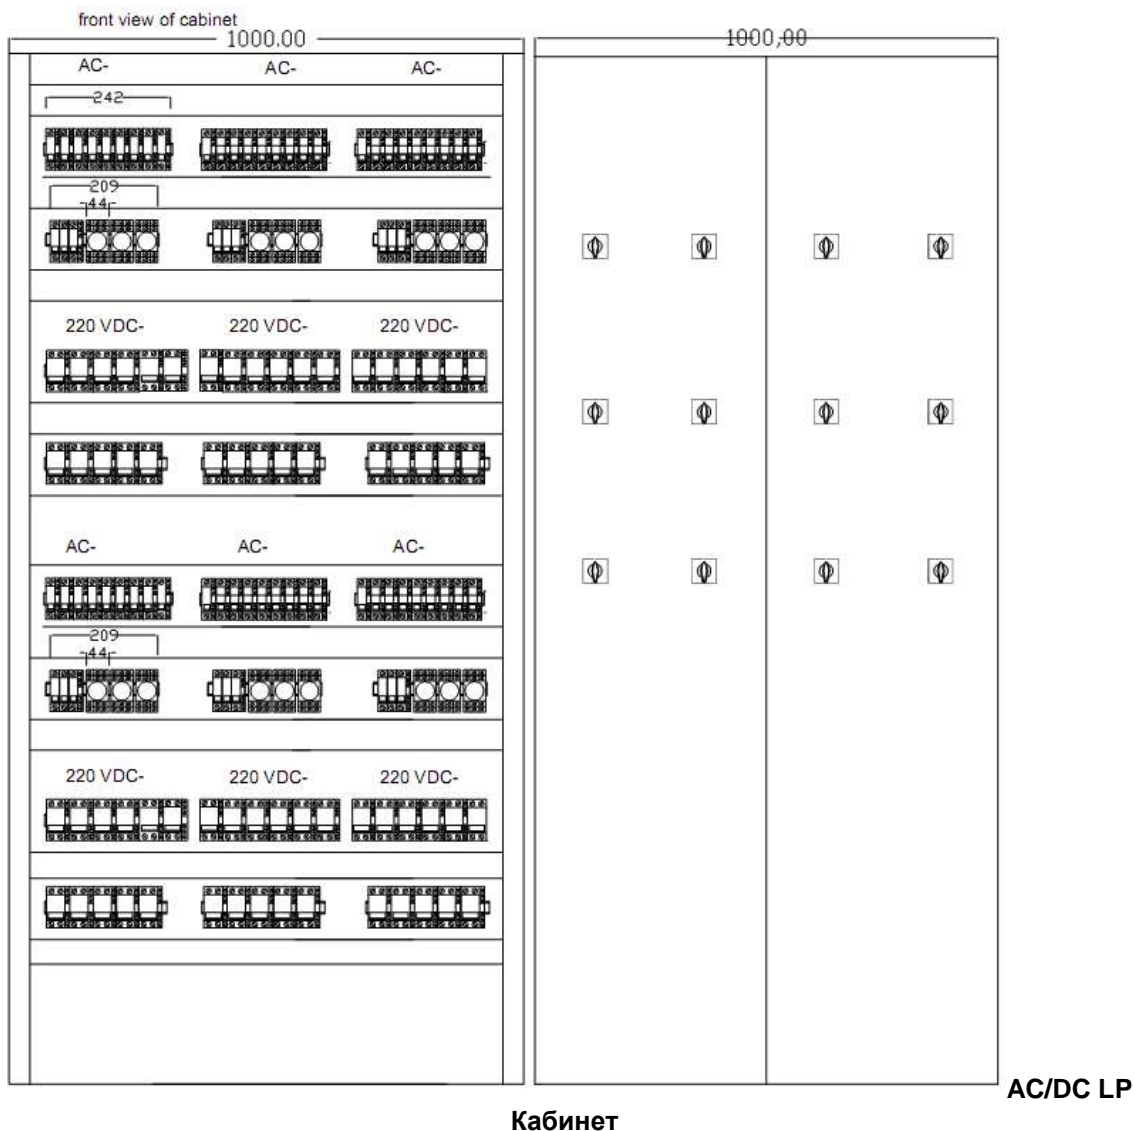 front view of cabinet
1000.00
1000,00
AC- AC- AC-
242
209
44
220 VDC- 220 VDC- 220 VDC-
AC- AC- AC-
209
44
220 VDC- 220 VDC- 220 VDC-
AC/DC LP
Кабинет